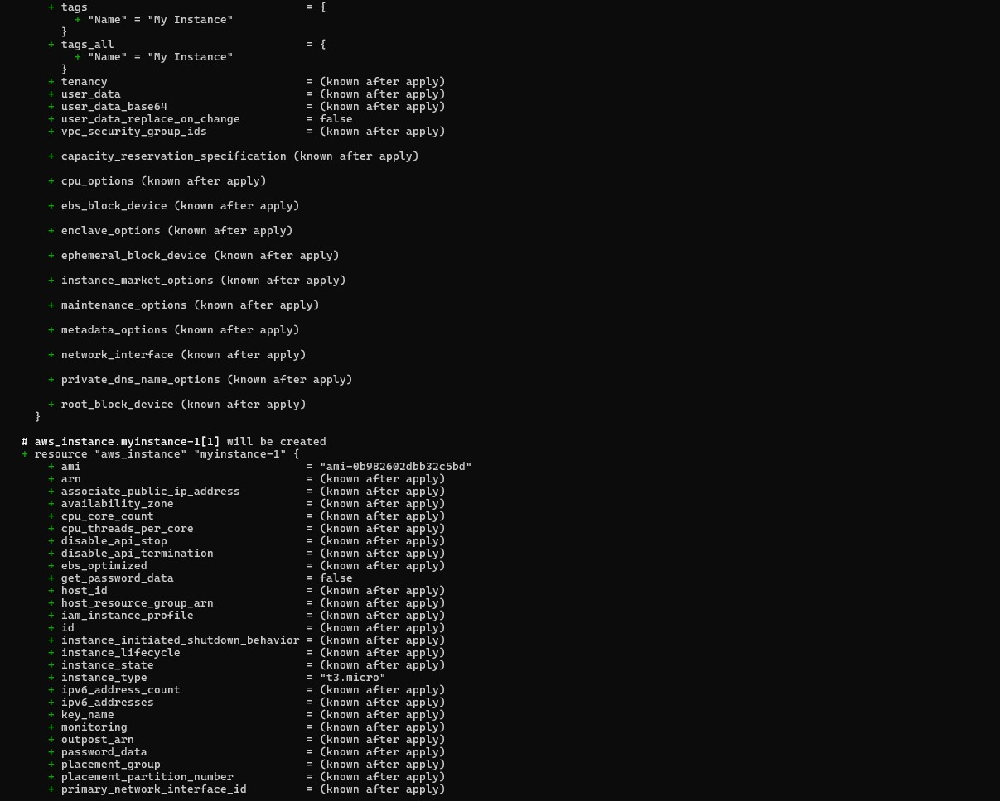 + tags = {
+ "Name" = "My Instance"
}
+ tags_all = {
+ "Name" = "My Instance"
}
+ tenancy = (known after apply)
+ user_data = (known after apply)
+ user_data_base64 = (known after apply)
+ user_data_replace_on_change = false
+ vpc_security_group_ids = (known after apply)
+ capacity_reservation_specification (known after apply)
+ cpu_options (known after apply)
+ ebs_block_device (known after apply)
+ enclave_options (known after apply)
+ ephemeral_block_device (known after apply)
+ instance_market_options (known after apply)
+ maintenance_options (known after apply)
+ metadata_options (known after apply)
+ network_interface (known after apply)
+ private_dns_name_options (known after apply)
+ root_block_device (known after apply)
}
# aws_instance.myinstance-1[1] will be created
+ resource "aws_instance" "myinstance-1" {
+ ami = "ami-0b982602dbb32c5bd"
+ arn = (known after apply)
+ associate_public_ip_address = (known after apply)
+ availability_zone = (known after apply)
+ cpu_core_count = (known after apply)
+ cpu_threads_per_core = (known after apply)
+ disable_api_stop = (known after apply)
+ disable_api_termination = (known after apply)
+ ebs_optimized = (known after apply)
+ get_password_data = false
+ host_id = (known after apply)
+ host_resource_group_arn = (known after apply)
+ iam_instance_profile = (known after apply)
+ id = (known after apply)
+ instance_initiated_shutdown_behavior = (known after apply)
+ instance_lifecycle = (known after apply)
+ instance_state = (known after apply)
+ instance_type = "t3.micro"
+ ipv6_address_count = (known after apply)
+ ipv6_addresses = (known after apply)
+ key_name = (known after apply)
+ monitoring = (known after apply)
+ outpost_arn = (known after apply)
+ password_data = (known after apply)
+ placement_group = (known after apply)
+ placement_partition_number = (known after apply)
+ primary_network_interface_id = (known after apply)